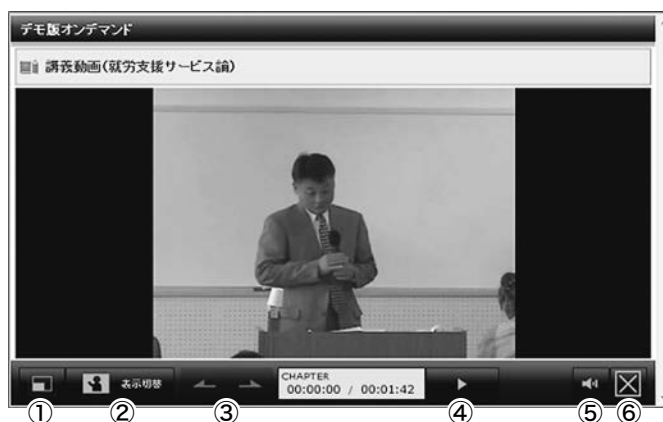 デモ版オンデマンド
講義動画(就労支援サービス論)
表示切替
CHAPTER
00:00:00 / 00:01:42
① ② ③ ④ ⑤ ⑥